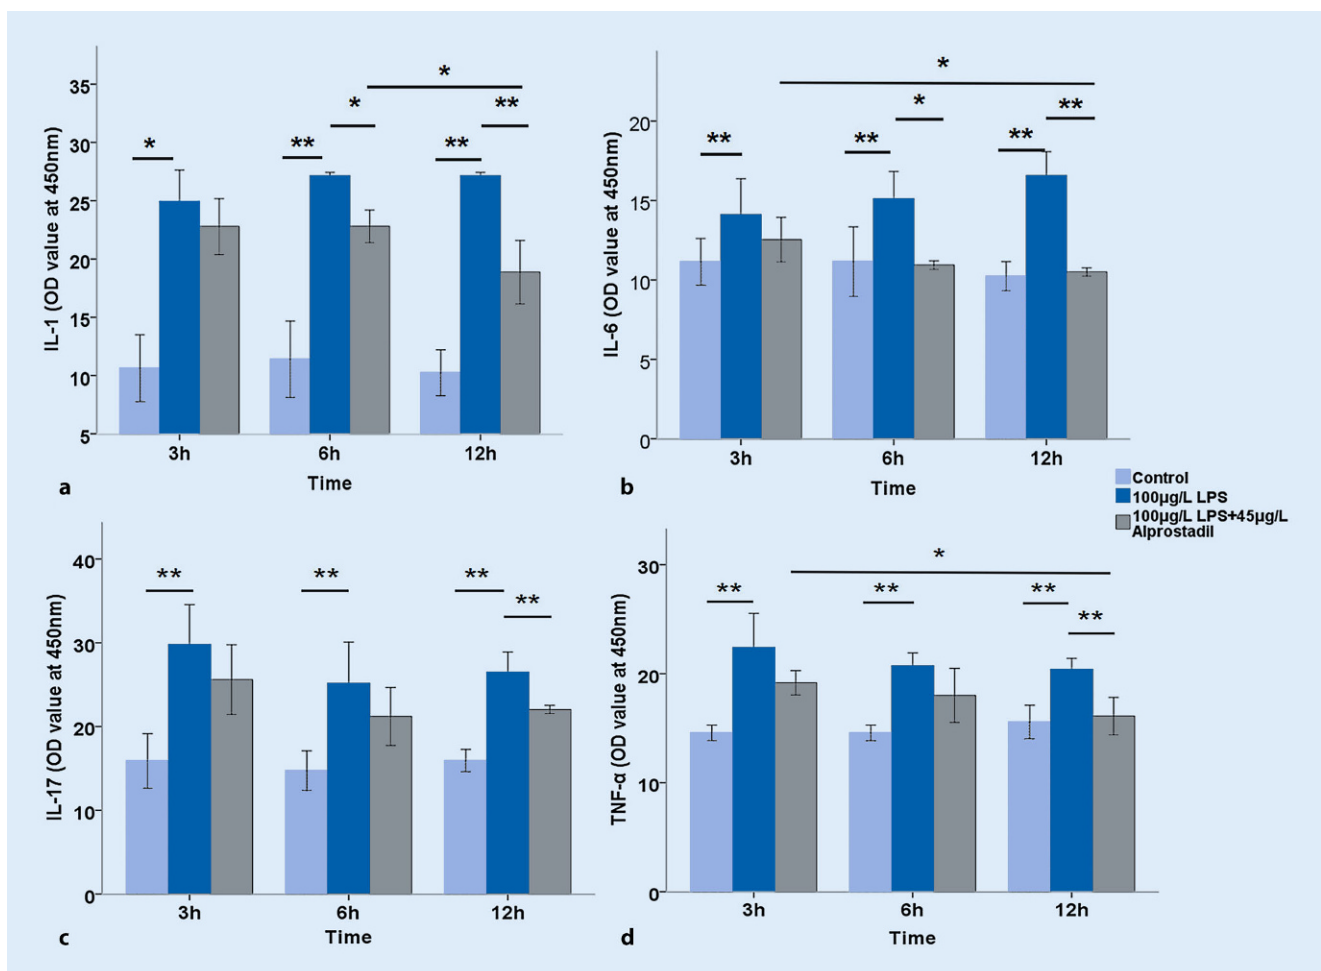 *
*
*
**
**
**
*
**
35
30
25
20
15
10
5
IL-1 (OD value at 450nm)
3h
6h
12h
Time
a
*
*
**
**
**
**
20
15
10
5
0
IL-6 (OD value at 450nm)
3h
6h
12h
Time
b
Control
100µg/L LPS
100µg/L LPS+45µg/L
Alprostadil
**
**
**
**
40
30
20
10
0
IL-17 (OD value at 450nm)
3h
6h
12h
Time
c
*
**
**
**
**
30
20
10
0
TNF-α (OD value at 450nm)
3h
6h
12h
Time
d